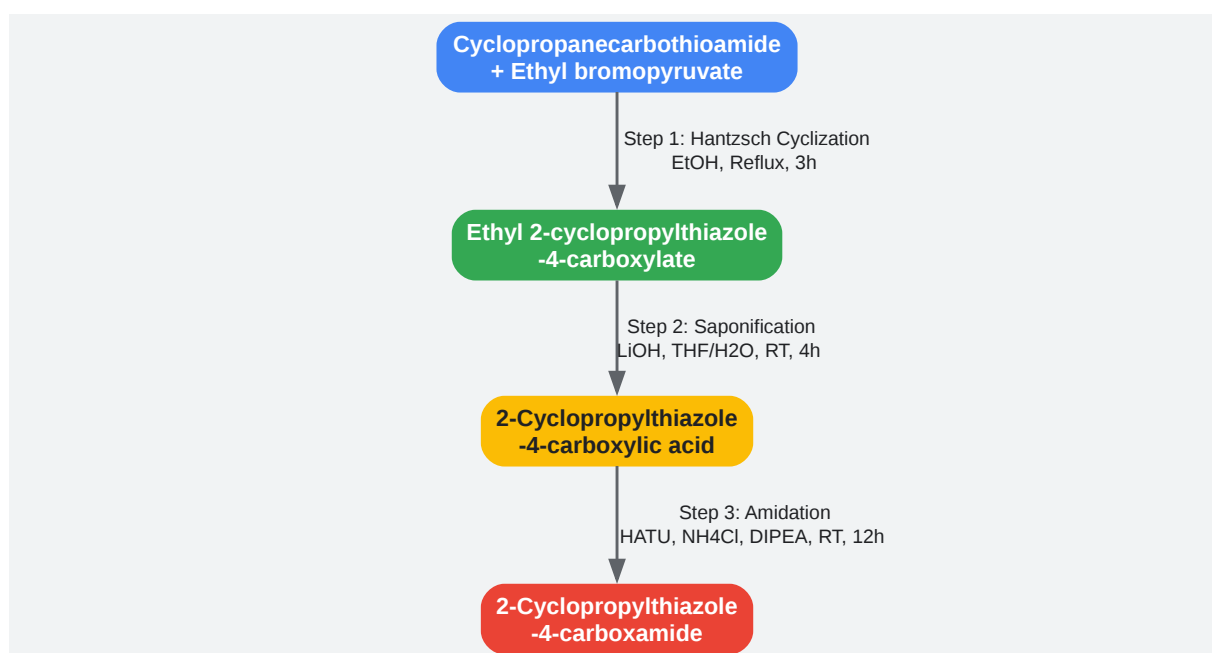 Cyclopropanecarbothioamide
+ Ethyl bromopyruvate
Step 1: Hantzsch Cyclization
EtOH, Reflux, 3h
Ethyl 2-cyclopropylthiazole
-4-carboxylate
Step 2: Saponification
LiOH, THF/H2O, RT, 4h
2-Cyclopropylthiazole
-4-carboxylic acid
Step 3: Amidation
HATU, NH4Cl, DIPEA, RT, 12h
2-Cyclopropylthiazole
-4-carboxamide